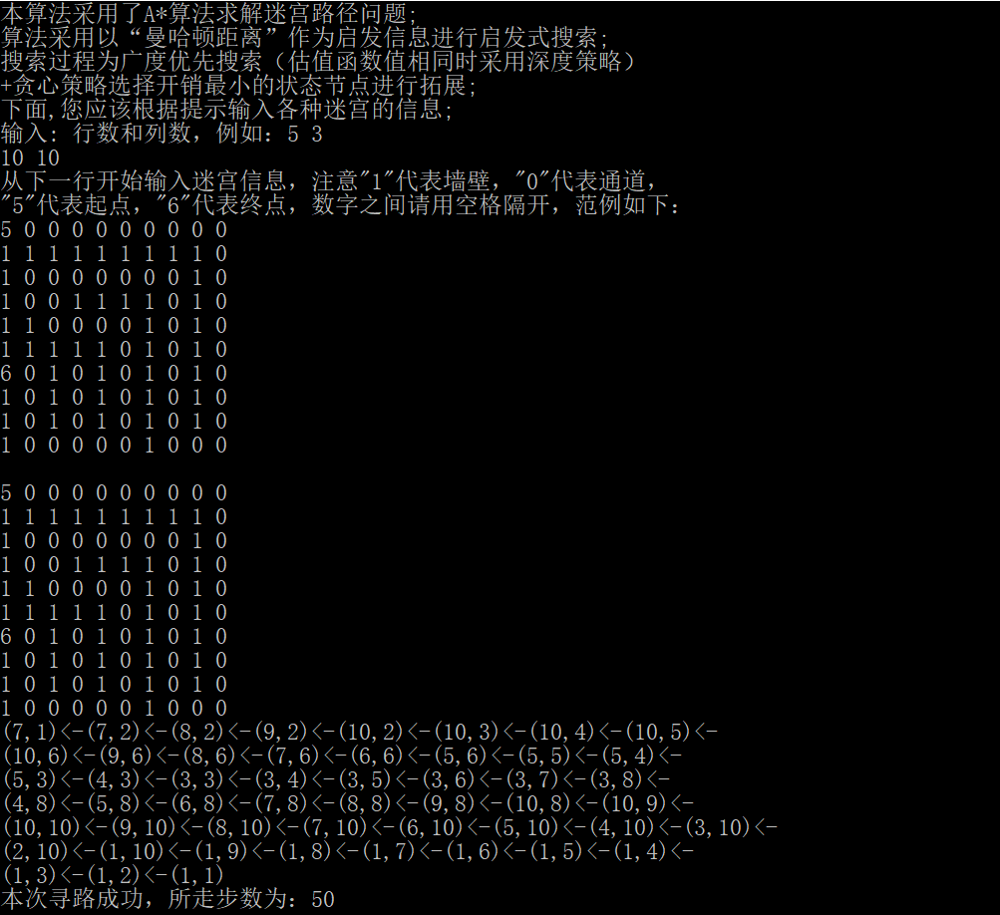 本算法采用了A*算法求解迷宫路径问题;
算法采用以“曼哈顿距离”作为启发信息进行启发式搜索;
搜索过程为广度优先搜索（估值函数值相同时采用深度策略）
+贪心策略选择开销最小的状态节点进行拓展;
下面,您应该根据提示输入各种迷宫的信息;
输入: 行数和列数，例如：5 3
10 10
从下一行开始输入迷宫信息，注意"1"代表墙壁，"0"代表通道，
"5"代表起点，"6"代表终点，数字之间请用空格隔开，范例如下：
5 0 0 0 0 0 0 0 0 0
1 1 1 1 1 1 1 1 1 0
1 0 0 0 0 0 0 0 1 0
1 0 0 1 1 1 1 0 1 0
1 1 0 0 0 0 1 0 1 0
1 1 1 1 1 0 1 0 1 0
6 0 1 0 1 0 1 0 1 0
1 0 1 0 1 0 1 0 1 0
1 0 1 0 1 0 1 0 1 0
1 0 0 0 0 0 1 0 0 0
5 0 0 0 0 0 0 0 0 0
1 1 1 1 1 1 1 1 1 0
1 0 0 0 0 0 0 0 1 0
1 0 0 1 1 1 1 0 1 0
1 1 0 0 0 0 1 0 1 0
1 1 1 1 1 0 1 0 1 0
6 0 1 0 1 0 1 0 1 0
1 0 1 0 1 0 1 0 1 0
1 0 1 0 1 0 1 0 1 0
1 0 0 0 0 0 1 0 0 0
(7,1)<-(7,2)<-(8,2)<-(9,2)<-(10,2)<-(10,3)<-(10,4)<-(10,5)<-
(10,6)<-(9,6)<-(8,6)<-(7,6)<-(6,6)<-(5,6)<-(5,5)<-(5,4)<-
(5,3)<-(4,3)<-(3,3)<-(3,4)<-(3,5)<-(3,6)<-(3,7)<-(3,8)<-
(4,8)<-(5,8)<-(6,8)<-(7,8)<-(8,8)<-(9,8)<-(10,8)<-(10,9)<-
(10,10)<-(9,10)<-(8,10)<-(7,10)<-(6,10)<-(5,10)<-(4,10)<-(3,10)<-
(2,10)<-(1,10)<-(1,9)<-(1,8)<-(1,7)<-(1,6)<-(1,5)<-(1,4)<-
(1,3)<-(1,2)<-(1,1)
本次寻路成功，所走步数为：50